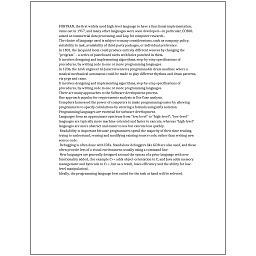 FORTRAN, the first widely used high-level language to have a functional implementation,
came out in 1957, and many other languages were soon developed—in particular, COBOL
aimed at commercial data processing, and Lisp for computer research.
The choice of language used is subject to many considerations, such as company policy,
suitability to task, availability of third-party packages, or individual preference.
In 1801, the Jacquard loom could produce entirely different weaves by changing the
"program" - a series of pasteboard cards with holes punched in them.
It involves designing and implementing algorithms, step-by-step specifications of
procedures, by writing code in one or more programming languages.
In 1206, the Arab engineer Al-Jazari invented a programmable drum machine where a
musical mechanical automaton could be made to play different rhythms and drum patterns,
via pegs and cams.
It involves designing and implementing algorithms, step-by-step specifications of
procedures, by writing code in one or more programming languages.
There are many approaches to the Software development process.
One approach popular for requirements analysis is Use Case analysis.
Compilers harnessed the power of computers to make programming easier by allowing
programmers to specify calculations by entering a formula using infix notation.
Programming languages are essential for software development.
Languages form an approximate spectrum from "low-level" to "high-level"; "low-level"
languages are typically more machine-oriented and faster to execute, whereas "high-level"
languages are more abstract and easier to use but execute less quickly.
Readability is important because programmers spend the majority of their time reading,
trying to understand, reusing and modifying existing source code, rather than writing new
source code.
Debugging is often done with IDEs. Standalone debuggers like GDB are also used, and these
often provide less of a visual environment, usually using a command line.
New languages are generally designed around the syntax of a prior language with new
functionality added, (for example C++ adds object-orientation to C, and Java adds memory
management and bytecode to C++, but as a result, loses efficiency and the ability for low-
level manipulation).
Ideally, the programming language best suited for the task at hand will be selected.